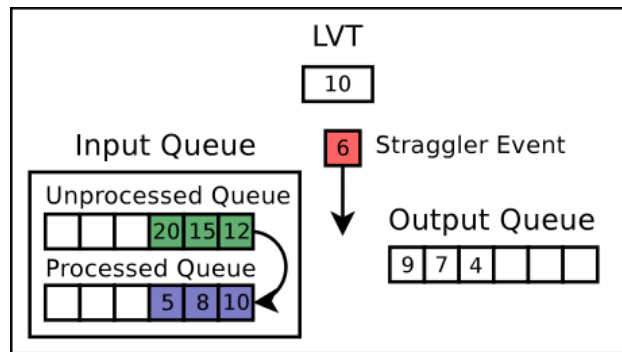 LVT
10
6 Straggler Event
Input Queue
Unprocessed Queue
20 15 12
Processed Queue
5 8 10
Output Queue
9 7 4